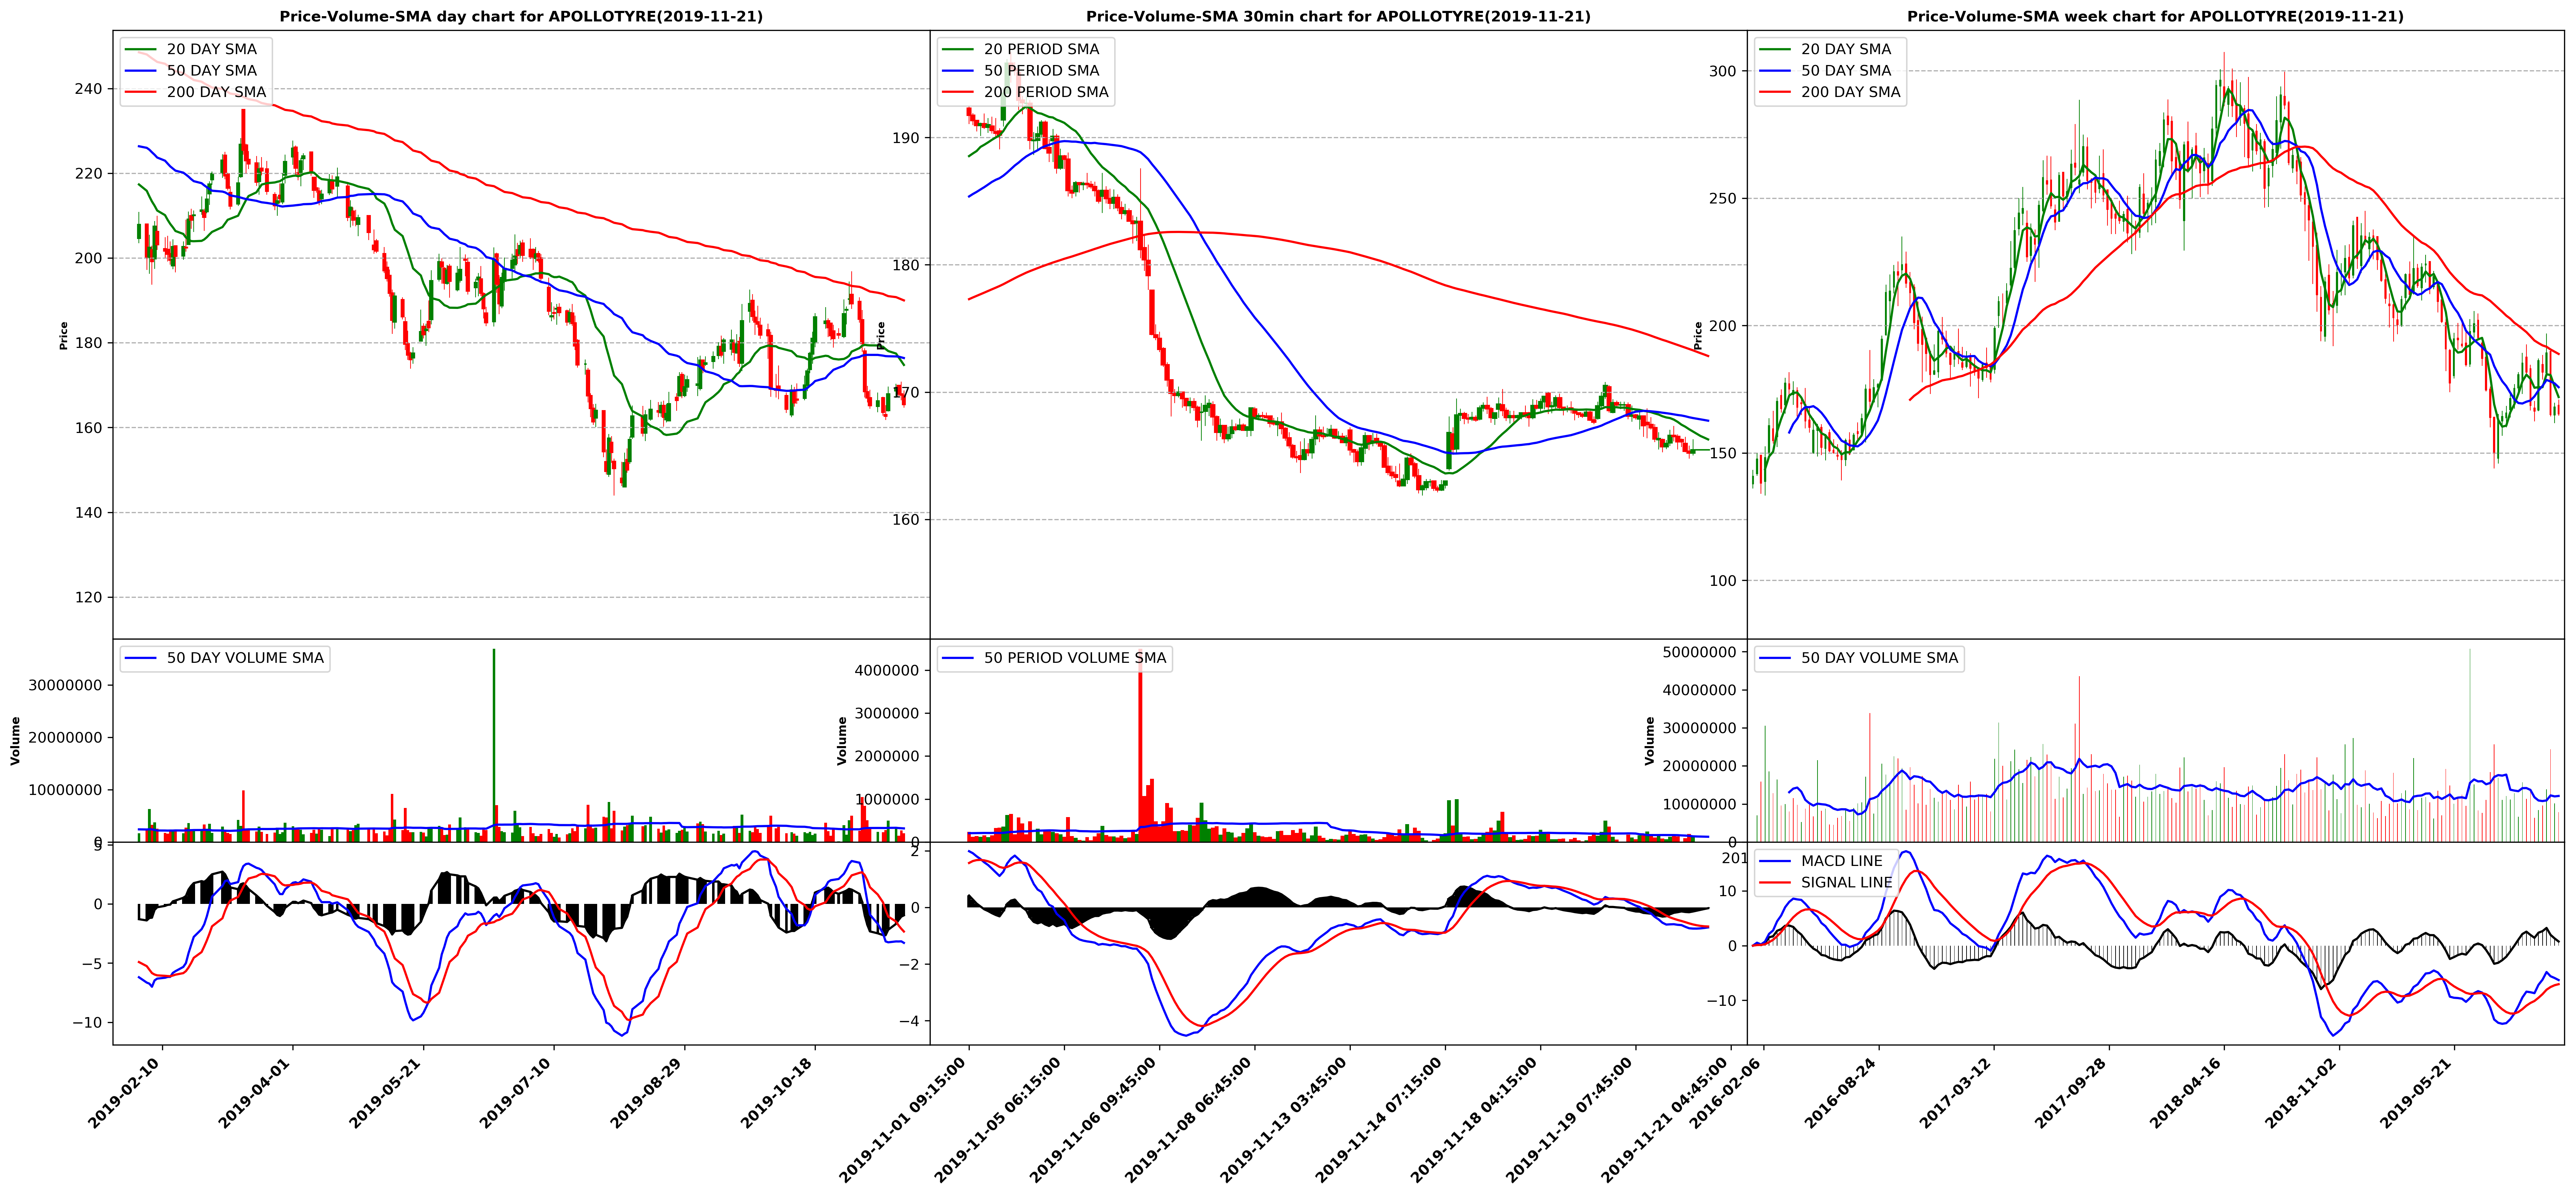 Price-Volume-SMA day chart for APOLLOTYRE(2019-11-21)
20 DAY SMA
50 DAY SMA
200 DAY SMA
240
220
200
180
160
140
120
Price
50 DAY VOLUME SMA
30000000
20000000
10000000
0
Volume
5
0
−5
−10
2019-02-10
2019-04-01
2019-05-21
2019-07-10
2019-08-29
2019-10-18
Price-Volume-SMA 30min chart for APOLLOTYRE(2019-11-21)
20 PERIOD SMA
50 PERIOD SMA
200 PERIOD SMA
190
180
170
160
Price
50 PERIOD VOLUME SMA
4000000
3000000
2000000
1000000
0
Volume
2
0
−2
−4
2019-11-01 09:15:00
2019-11-05 06:15:00
2019-11-06 09:45:00
2019-11-08 06:45:00
2019-11-13 03:45:00
2019-11-14 07:15:00
2019-11-18 04:15:00
2019-11-19 07:45:00
2019-11-21 04:45:00
Price-Volume-SMA week chart for APOLLOTYRE(2019-11-21)
20 DAY SMA
50 DAY SMA
200 DAY SMA
300
250
200
150
100
Price
50 DAY VOLUME SMA
50000000
40000000
30000000
20000000
10000000
0
Volume
MACD LINE
SIGNAL LINE
10
0
−10
2016-02-06
2016-08-24
2017-03-12
2017-09-28
2018-04-16
2018-11-02
2019-05-21